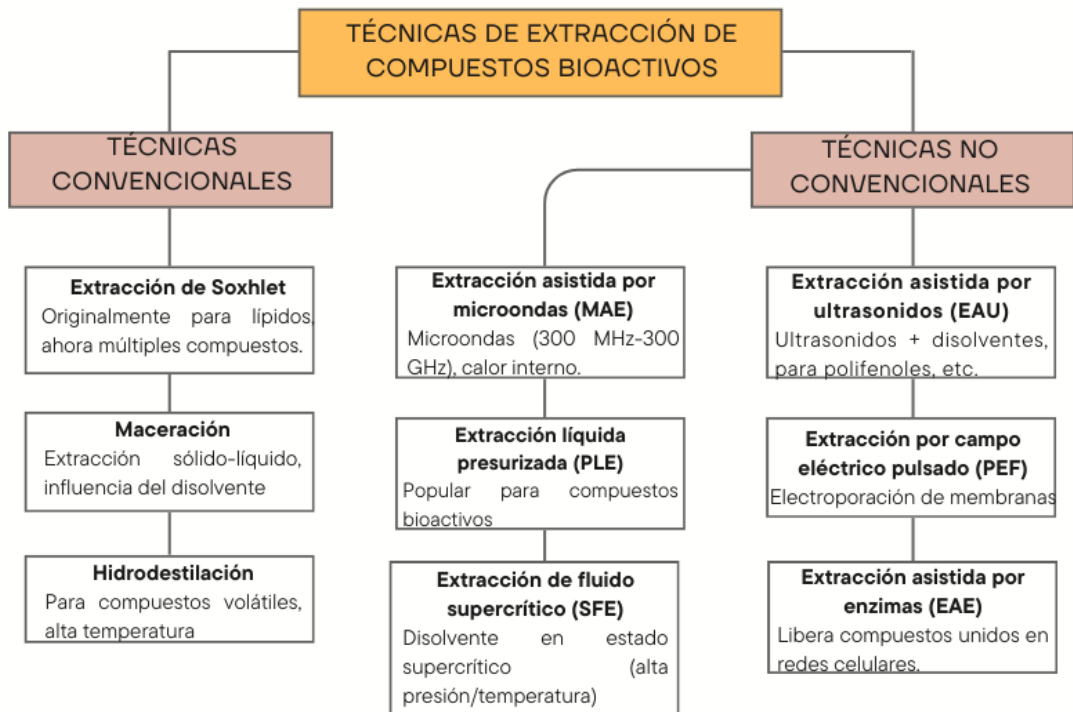 TÉCNICAS DE EXTRACCIÓN DE
COMPUESTOS BIOACTIVOS
TÉCNICAS
CONVENCIONALES
Extracción de Soxhlet
Originalmente para lípidos,
ahora múltiples compuestos.
Maceración
Extracción sólido-líquido,
influencia del disolvente
Hidrodestilación
Para compuestos volátiles,
alta temperatura
TÉCNICAS NO
CONVENCIONALES
Extracción asistida por
microondas (MAE)
Microondas (300 MHz-300
GHz), calor interno.
Extracción líquida
presurizada (PLE)
Popular para compuestos
bioactivos
Extracción de fluido
supercrítico (SFE)
Disolvente en estado
supercrítico (alta
presión/temperatura)
Extracción asistida por
ultrasonidos (EAU)
Ultrasonidos + disolventes,
para polifenoles, etc.
Extracción por campo
eléctrico pulsado (PEF)
Electroporación de membranas
Extracción asistida por
enzimas (EAE)
Libera compuestos unidos en
redes celulares.